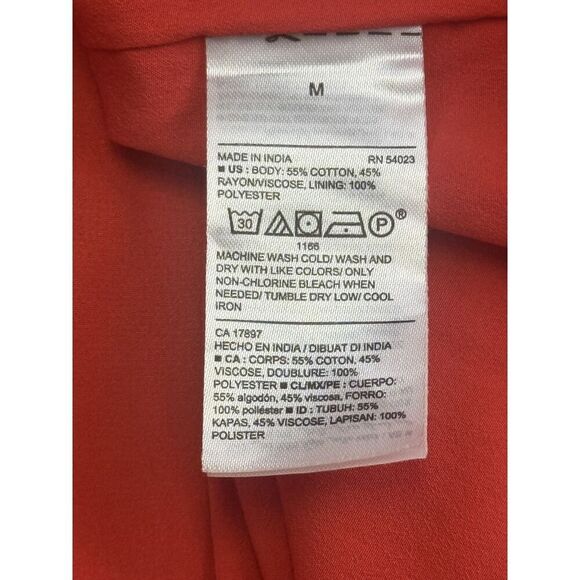 M
MADE IN INDIA RN 54023
■ US : BODY: 55% COTTON, 45%
RAYON/VISCOSE, LINING: 100%
POLYESTER
30 P ®
1166
MACHINE WASH COLD/ WASH AND
DRY WITH LIKE COLORS/ ONLY
NON-CHLORINE BLEACH WHEN
NEEDED/ TUMBLE DRY LOW/ COOL
IRON
CA 17897
HECHO EN INDIA / DIBUAT DI INDIA
■ CA : CORPS: 55% COTON, 45%
VISCOSE, DOUBLURE: 100%
POLYESTER ■ CL/MX/PE : CUERPO:
55% algodón, 45% viscosa, FORRO:
100% poliéster ■ ID : TUBUH: 55%
KAPAS, 45% VISCOSE, LAPISAN: 100%
POLISTER